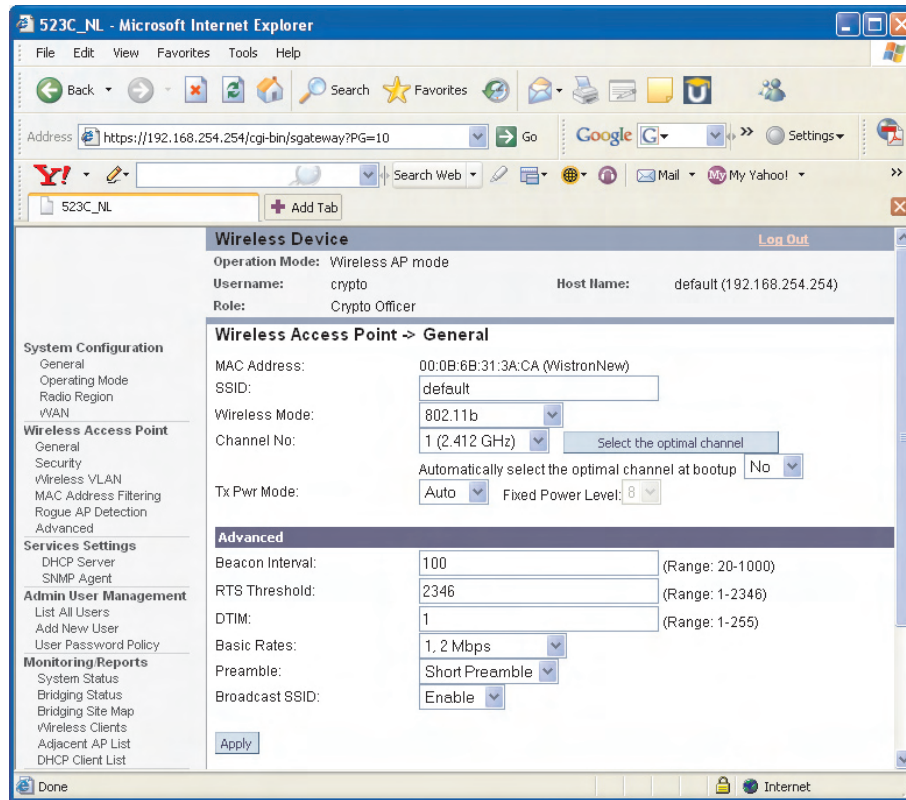 523C_NL - Microsoft Internet Explorer
File Edit View Favorites Tools Help
Back Search Favorites
Address https://192.168.254.254/cgi-bin/sgateway?PG=10 Go Google G Settings
Y! Search Web Mail My My Yahoo!
523C_NL Add Tab
Wireless Device Log Out
Operation Mode: Wireless AP mode
Username: crypto Host Name: default (192.168.254.254)
Role: Crypto Officer
System Configuration
General
Operating Mode
Radio Region
WAN
Wireless Access Point
General
Security
Wireless VLAN
MAC Address Filtering
Rogue AP Detection
Advanced
Services Settings
DHCP Server
SNMP Agent
Admin User Management
List All Users
Add New User
User Password Policy
Monitoring/Reports
System Status
Bridging Status
Bridging Site Map
Wireless Clients
Adjacent AP List
DHCP Client List
Wireless Access Point -> General
MAC Address: 00:0B:6B:31:3A:CA (WistronNew)
SSID: default
Wireless Mode: 802.11b
Channel No: 1 (2.412 GHz) Select the optimal channel
Automatically select the optimal channel at bootup No
Tx Pwr Mode: Auto Fixed Power Level: 8
Advanced
Beacon Interval: 100 (Range: 20-1000)
RTS Threshold: 2346 (Range: 1-2346)
DTIM: 1 (Range: 1-255)
Basic Rates: 1, 2 Mbps
Preamble: Short Preamble
Broadcast SSID: Enable
Apply
Done Internet